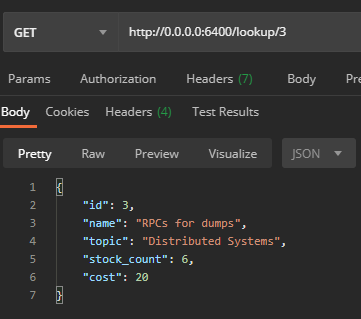 GET http://0.0.0.0:6400/lookup/3
Params Authorization Headers (7) Body Pre
Body Cookies Headers (4) Test Results
Pretty Raw Preview Visualize JSON
1 {
2 "id": 3,
3 "name": "RPCs for dumps",
4 "topic": "Distributed Systems",
5 "stock_count": 6,
6 "cost": 20
7 }